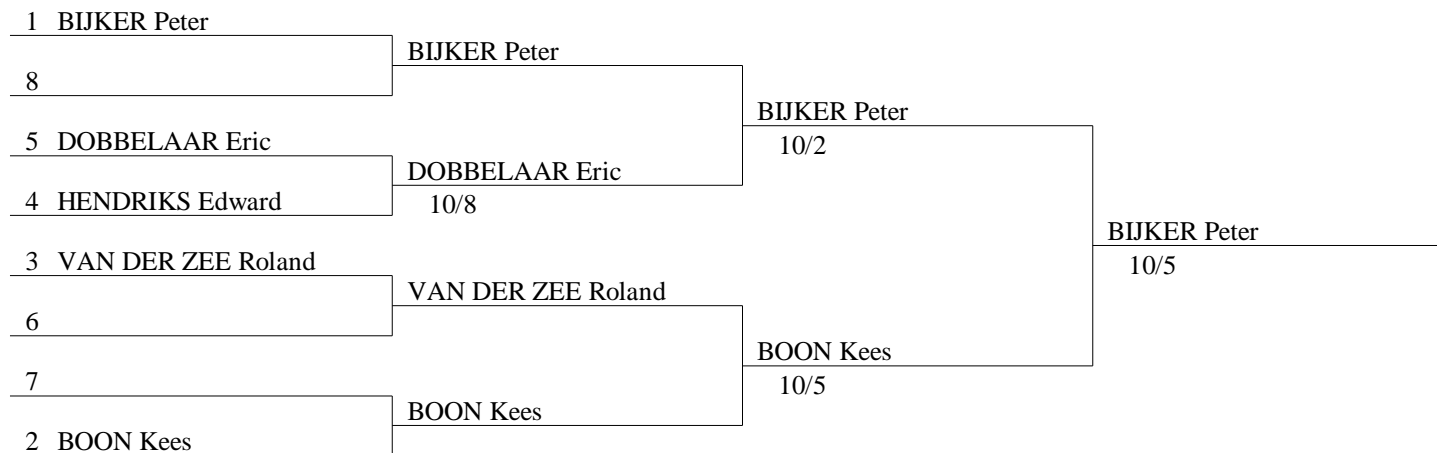 1 BIJKER Peter
BIJKER Peter
8
BIJKER Peter
5 DOBBELAAR Eric
10/2
DOBBELAAR Eric
4 HENDRIKS Edward
10/8
BIJKER Peter
3 VAN DER ZEE Roland
10/5
VAN DER ZEE Roland
6
BOON Kees
7
10/5
BOON Kees
2 BOON Kees